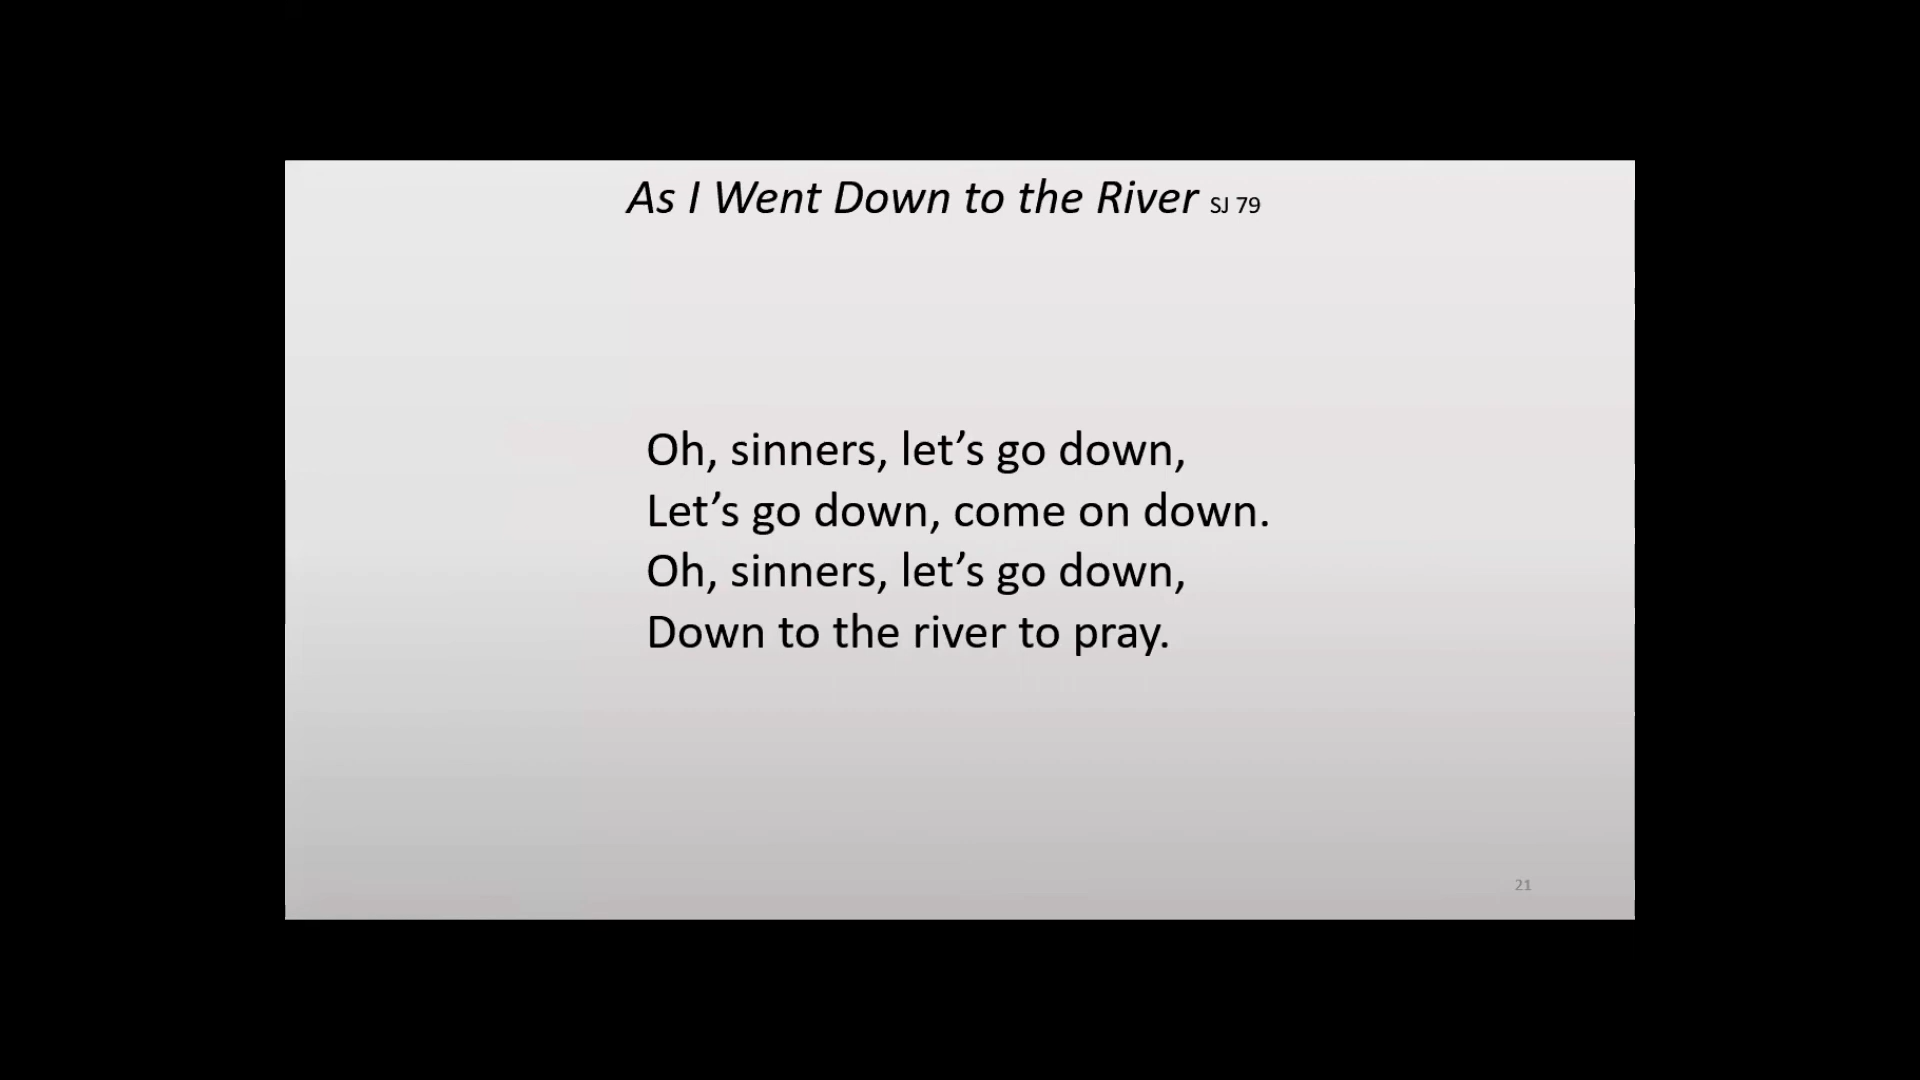 As I Went Down to the River SJ 79
Oh, sinners, let’s go down,
Let’s go down, come on down.
Oh, sinners, let’s go down,
Down to the river to pray.
21